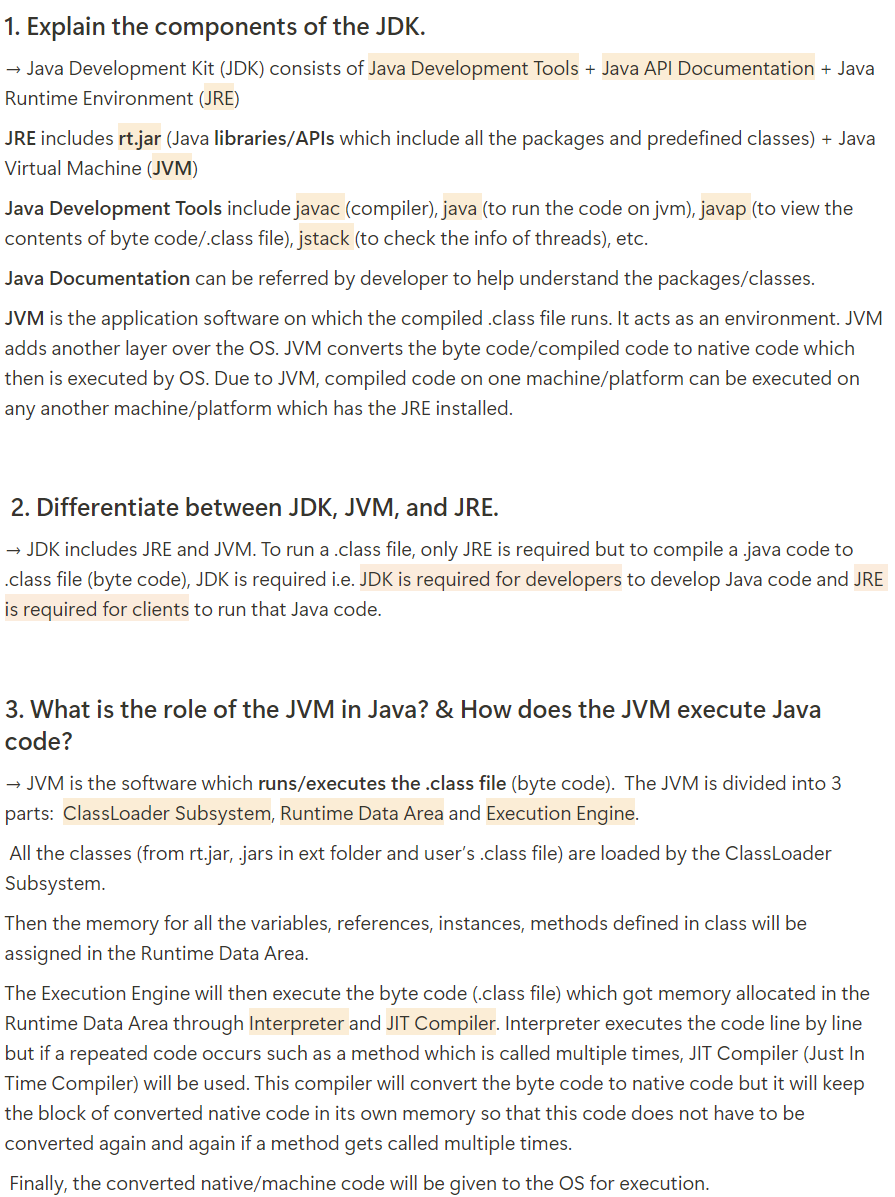 1. Explain the components of the JDK.
→ Java Development Kit (JDK) consists of Java Development Tools + Java API Documentation + Java
Runtime Environment (JRE)
JRE includes rt.jar (Java libraries/APIs which include all the packages and predefined classes) + Java
Virtual Machine (JVM)
Java Development Tools include javac (compiler), java (to run the code on jvm), javap (to view the
contents of byte code/.class file), jstack (to check the info of threads), etc.
Java Documentation can be referred by developer to help understand the packages/classes.
JVM is the application software on which the compiled .class file runs. It acts as an environment. JVM
adds another layer over the OS. JVM converts the byte code/compiled code to native code which
then is executed by OS. Due to JVM, compiled code on one machine/platform can be executed on
any another machine/platform which has the JRE installed.
2. Differentiate between JDK, JVM, and JRE.
→ JDK includes JRE and JVM. To run a .class file, only JRE is required but to compile a .java code to
.class file (byte code), JDK is required i.e. JDK is required for developers to develop Java code and JRE
is required for clients to run that Java code.
3. What is the role of the JVM in Java? & How does the JVM execute Java
code?
→ JVM is the software which runs/executes the .class file (byte code). The JVM is divided into 3
parts: ClassLoader Subsystem, Runtime Data Area and Execution Engine.
All the classes (from rt.jar, .jars in ext folder and user's .class file) are loaded by the ClassLoader
Subsystem.
Then the memory for all the variables, references, instances, methods defined in class will be
assigned in the Runtime Data Area.
The Execution Engine will then execute the byte code (.class file) which got memory allocated in the
Runtime Data Area through Interpreter and JIT Compiler. Interpreter executes the code line by line
but if a repeated code occurs such as a method which is called multiple times, JIT Compiler (Just In
Time Compiler) will be used. This compiler will convert the byte code to native code but it will keep
the block of converted native code in its own memory so that this code does not have to be
converted again and again if a method gets called multiple times.
Finally, the converted native/machine code will be given to the OS for execution.